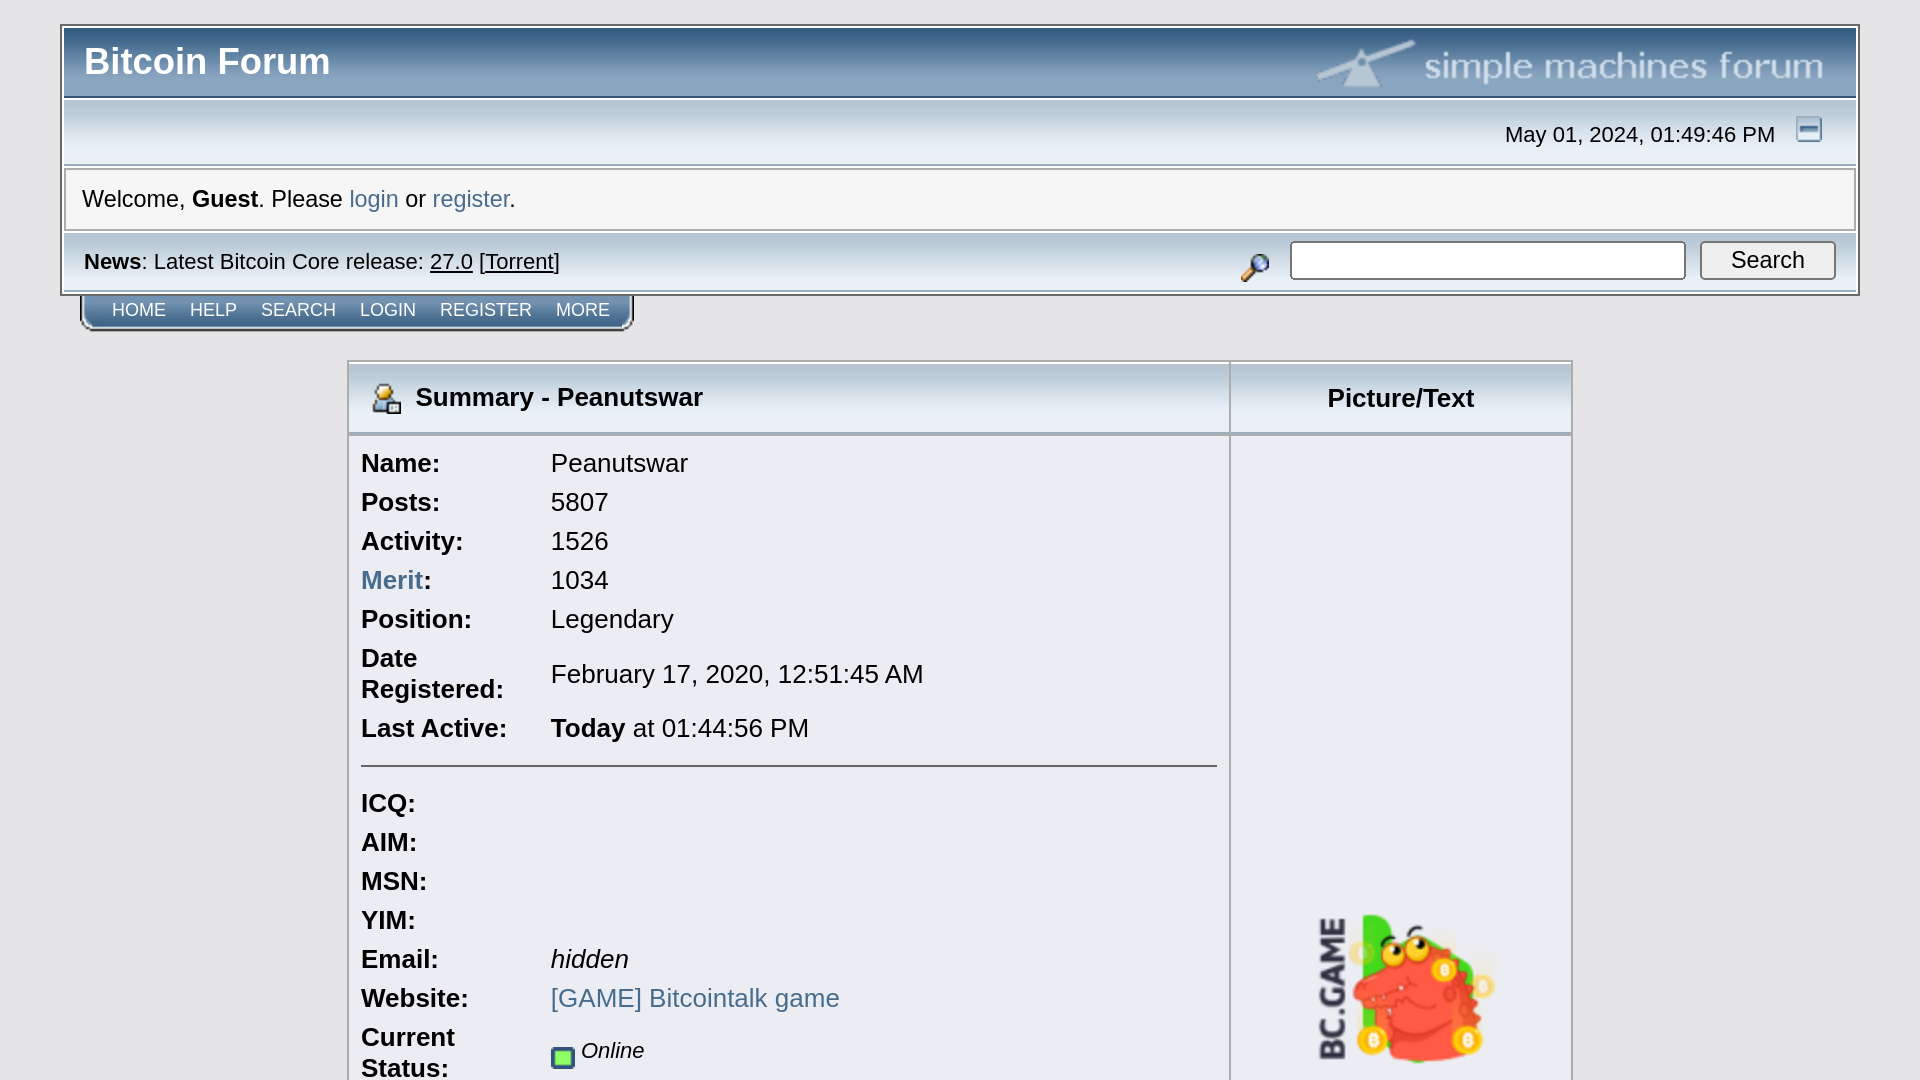 Bitcoin Forum
simple machines forum
May 01, 2024, 01:49:46 PM
Welcome, Guest. Please login or register.
News: Latest Bitcoin Core release: 27.0 [Torrent]
Search
HOME HELP SEARCH LOGIN REGISTER MORE
Summary - Peanutswar
Picture/Text
Name: Peanutswar
Posts: 5807
Activity: 1526
Merit: 1034
Position: Legendary
Date
Registered: February 17, 2020, 12:51:45 AM
Last Active: Today at 01:44:56 PM
ICQ:
AIM:
MSN:
YIM:
Email: hidden
Website: [GAME] Bitcointalk game
Current
Status: Online
BC.GAME